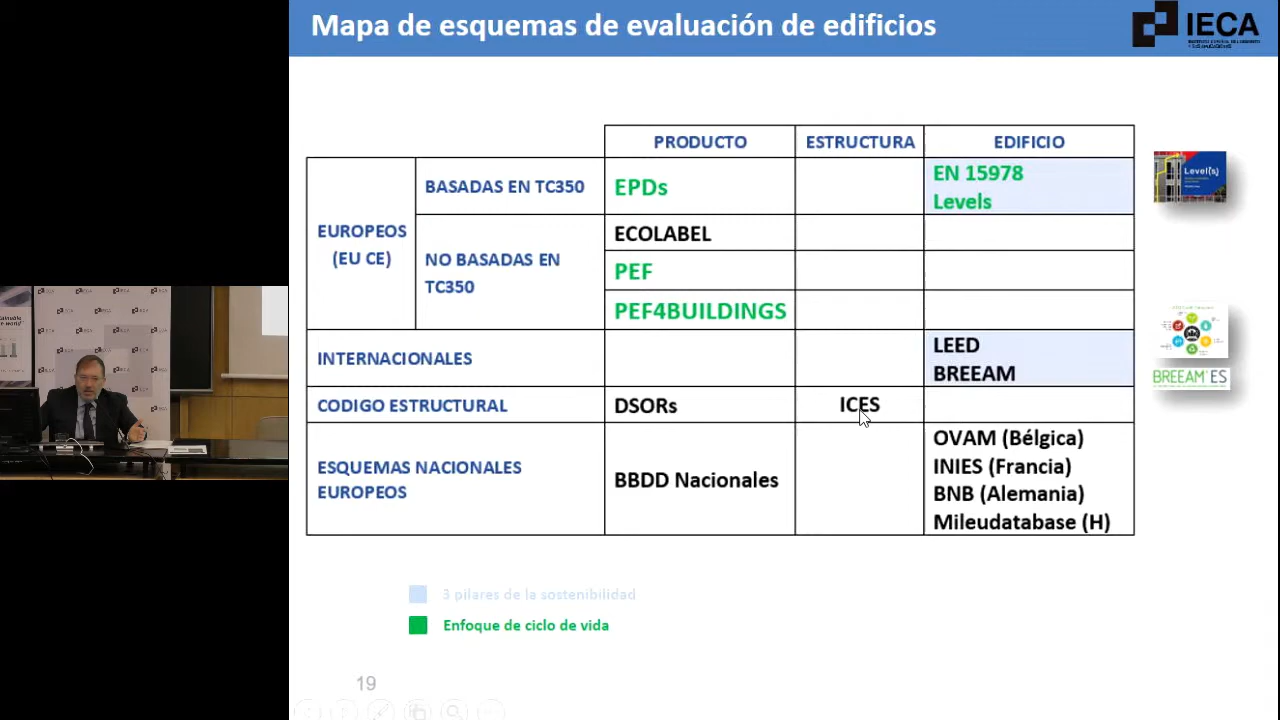 Mapa de esquemas de evaluación de edificios
IECA
PRODUCTO
ESTRUCTURA
EDIFICIO
EUROPEOS
(EU CE)
BASADAS EN TC350
EPDs
EN 15978
Levels
Level(s)
NO BASADAS EN
TC350
ECOLABEL
PEF
PEF4BUILDINGS
INTERNACIONALES
LEED
BREEAM
BREEAM®ES
CODIGO ESTRUCTURAL
DSORs
ICES
ESQUEMAS NACIONALES
EUROPEOS
BBDD Nacionales
OVAM (Bélgica)
INIES (Francia)
BNB (Alemania)
Mileudatabase (H)
3 pilares de la sostenibilidad
Enfoque de ciclo de vida
19